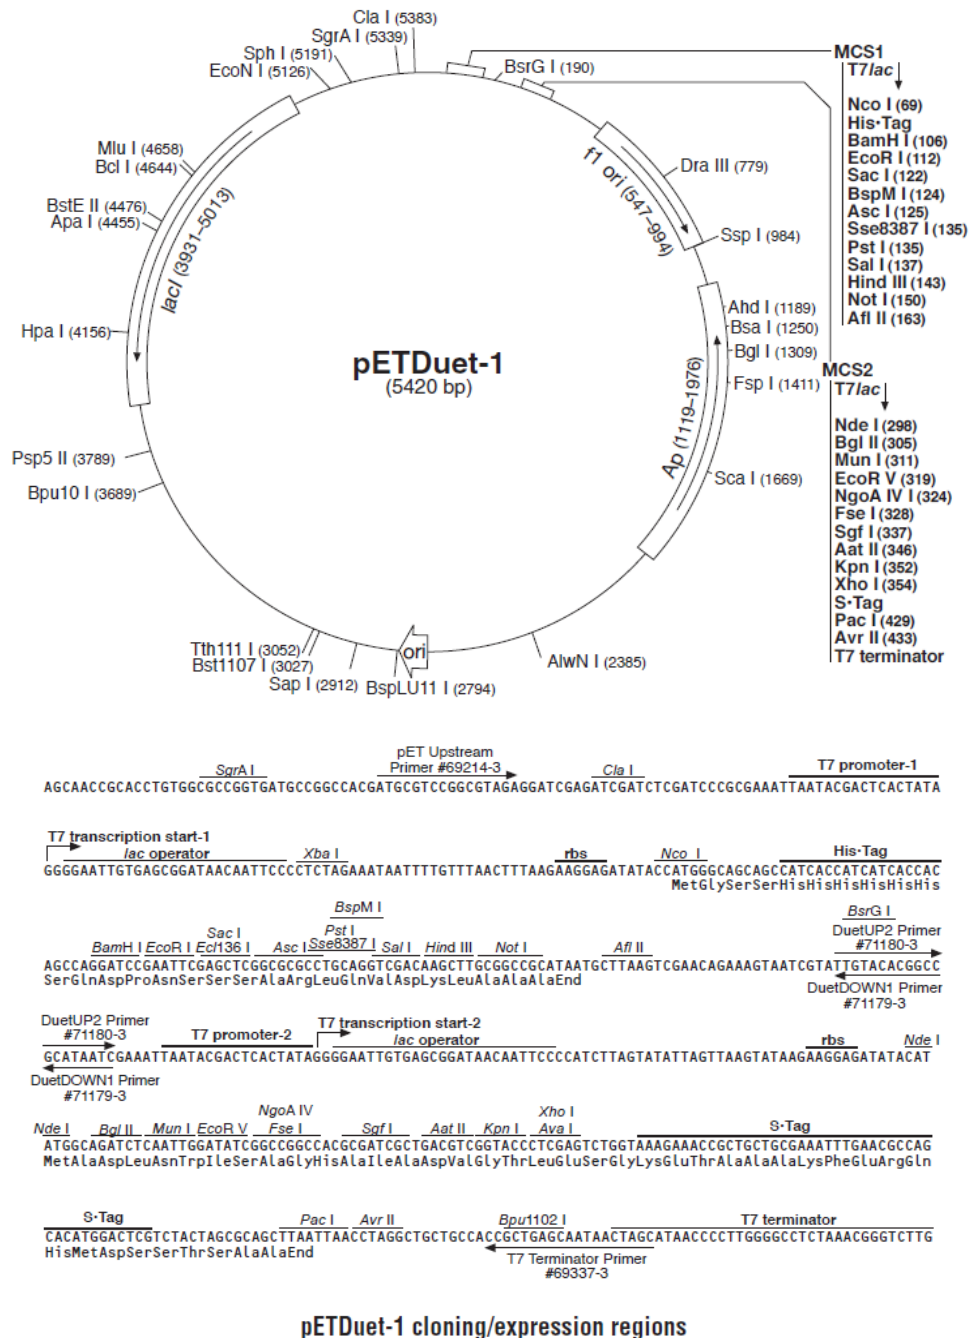 Cla I (5383)
SgrA I (5339)
Sph I (5191)
EcoN I (5126)
BsrG I (190)
Mlu I (4658)
Bcl I (4644)
BstE II (4476)
Apa I (4455)
lacI (3931–5013)
Hpa I (4156)
Psp5 II (3789)
Bpu10 I (3689)
f1 ori (547–994)
Dra III (779)
Ssp I (984)
Ahd I (1189)
Bsa I (1250)
Bgl I (1309)
Fsp I (1411)
Ap (1119–1976)
Sca I (1669)
pETDuet-1
(5420 bp)
Tth111 I (3052)
Bst1107 I (3027)
Sap I (2912)
ori
BspLU11 I (2794)
AlwN I (2385)
MCS1
T7lac
Nco I (69)
His•Tag
BamH I (106)
EcoR I (112)
Sac I (122)
BspM I (124)
Asc I (125)
Sse8387 I (135)
Pst I (135)
Sal I (137)
Hind III (143)
Not I (150)
Afl II (163)
MCS2
T7lac
Nde I (298)
Bgl II (305)
Mun I (311)
EcoR V (319)
NgoA IV I (324)
Fse I (328)
Sgf I (337)
Aat II (346)
Kpn I (352)
Xho I (354)
S•Tag
Pac I (429)
Avr II (433)
T7 terminator
pET Upstream
SgrA I Primer #69214-3 Cla I T7 promoter-1
AGCAACCGCACCTGTGGCGCCGGTGATGCCGGCCACGATGCGTCCGGCGTAGAGGATCGAGATCGATCTCGATCCCGCGAAATTAATACGACTCACTATA
T7 transcription start-1
lac operator Xba I rbs Nco I His•Tag
GGGGAATTGTGAGCGGATAACAATTCCCCTCTAGAAATAATTTTGTTTAACTTTAAGAAGGAGATATACCATGGGCAGCAGCCATCACCATCATCACCAC
MetGlySerSerHisHisHisHisHisHis
BspM I
Sac I Pst I BsrG I
DuetUP2 Primer
BamH I EcoR I Ecl136 I Asc I Sse8387 I Sal I Hind III Not I Afl II #71180-3
AGCCAGGATCCGAATTCGAGCTCGGCGCGCCTGCAGGTCGACAAGCTTGCGGCCGCATAATGCTTAAGTCGAACAGAAAGTAATCGTATTGTACACGGCC
SerGlnAspProAsnSerSerSerAlaArgLeuGlnValAspLysLeuAlaAlaAlaEnd
DuetDOWN1 Primer
#71179-3
DuetUP2 Primer
#71180-3 T7 promoter-2 T7 transcription start-2
lac operator rbs Nde I
GCATAATCGAAATTAATACGACTCACTATAGGGGAATTGTGAGCGGATAACAATTCCCCATCTTAGTATATTAGTTAAGTATAAGAAGGAGATATACAT
DuetDOWN1 Primer
#71179-3
NgoA IV Xho I
Nde I Bgl II Mun I EcoR V Fse I Sgf I Aat II Kpn I Ava I S•Tag
ATGGCAGATCTCAATTGGATATCGGCCGGCCACGCGATCGCTGACGTCGGTACCCTCGAGTCTGGTAAAGAAACCGCTGCTGCGAAATTTGAACGCCAG
MetAlaAspLeuAsnTrpIleSerAlaGlyHisAlaIleAlaAspValGlyThrLeuGluSerGlyLysGluThrAlaAlaAlaLysPheGluArgGln
S•Tag Pac I Avr II Bpu1102 I T7 terminator
CACATGGACTCGTCTACTAGCGCAGCTTAATTAACCTAGGCTGCTGCCACCGCTGAGCAATAACTAGCATAACCCCTTGGGGCCTCTAAACGGGTCTTG
HisMetAspSerSerThrSerAlaAlaEnd
T7 Terminator Primer
#69337-3
pETDuet-1 cloning/expression regions